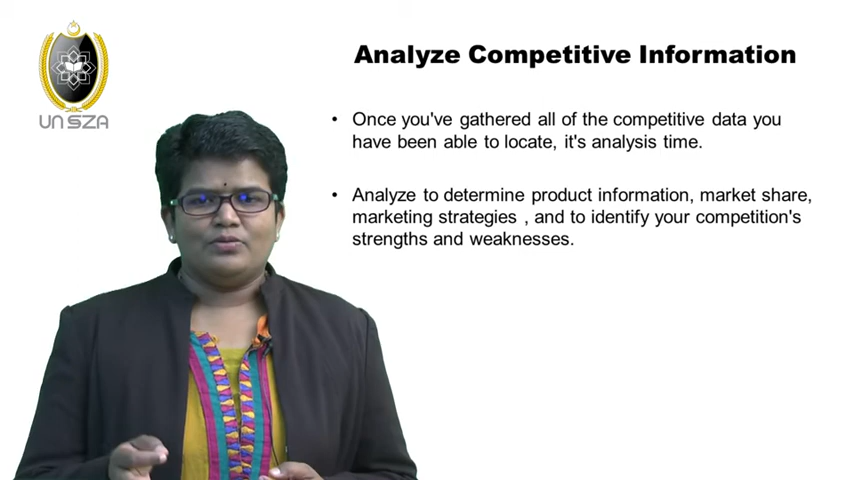 UNSZA
Analyze Competitive Information
• Once you've gathered all of the competitive data you
have been able to locate, it's analysis time.
• Analyze to determine product information, market share,
marketing strategies , and to identify your competition's
strengths and weaknesses.